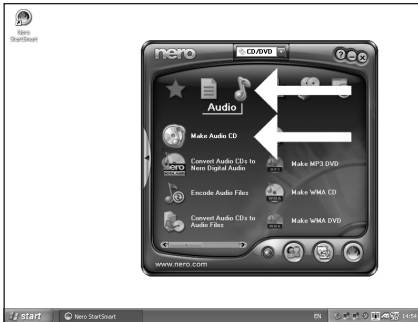 Nero
StartSmart
nero
CD/DVD
Audio
Make Audio CD
Convert Audio CDs to
Nero Digital Audio
Make MP3 DVD
Encode Audio Files
Make WMA CD
Convert Audio CDs to
Audio Files
Make WMA DVD
www.nero.com
start
Nero StartSmart
EN
14:54